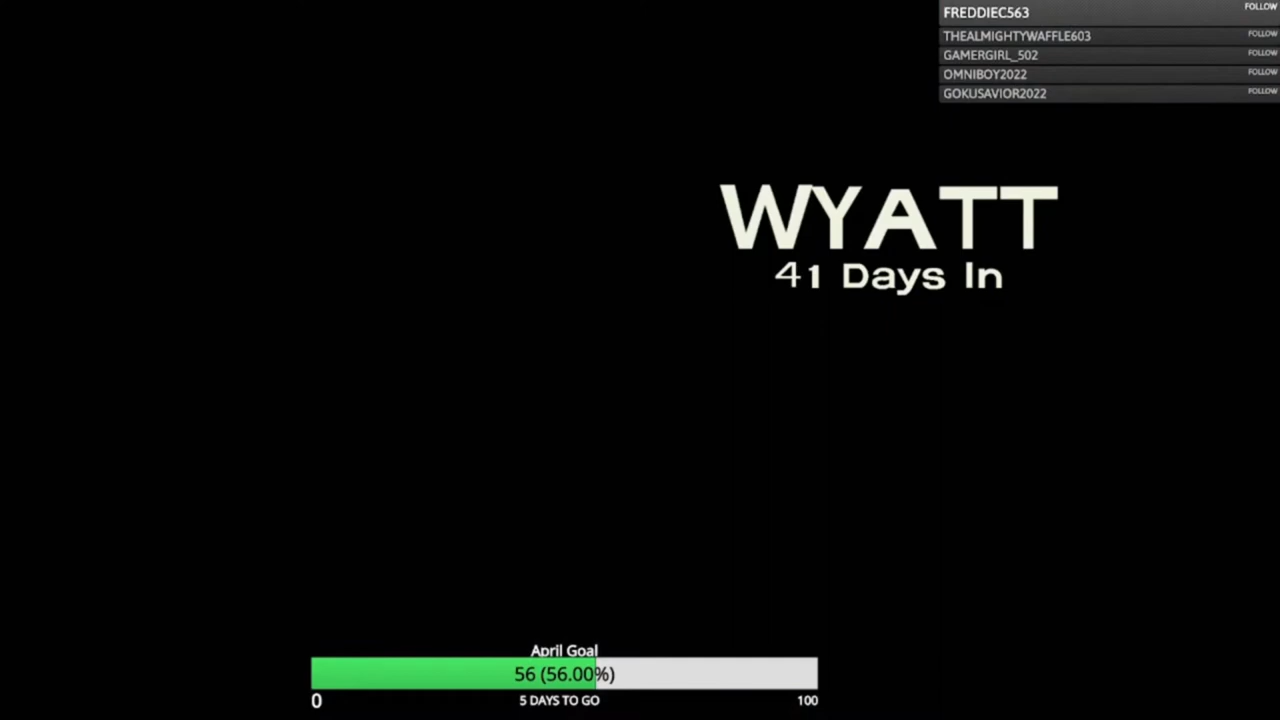 FREDDIEC563 FOLLOW
THEALMIGHTYWAFFLE603 FOLLOW
GAMERGIRL_502 FOLLOW
OMNIBOY2022 FOLLOW
GOKUSAVIOR2022 FOLLOW
WYATT
41 Days In
April Goal
56 (56.00%)
0 5 DAYS TO GO 100